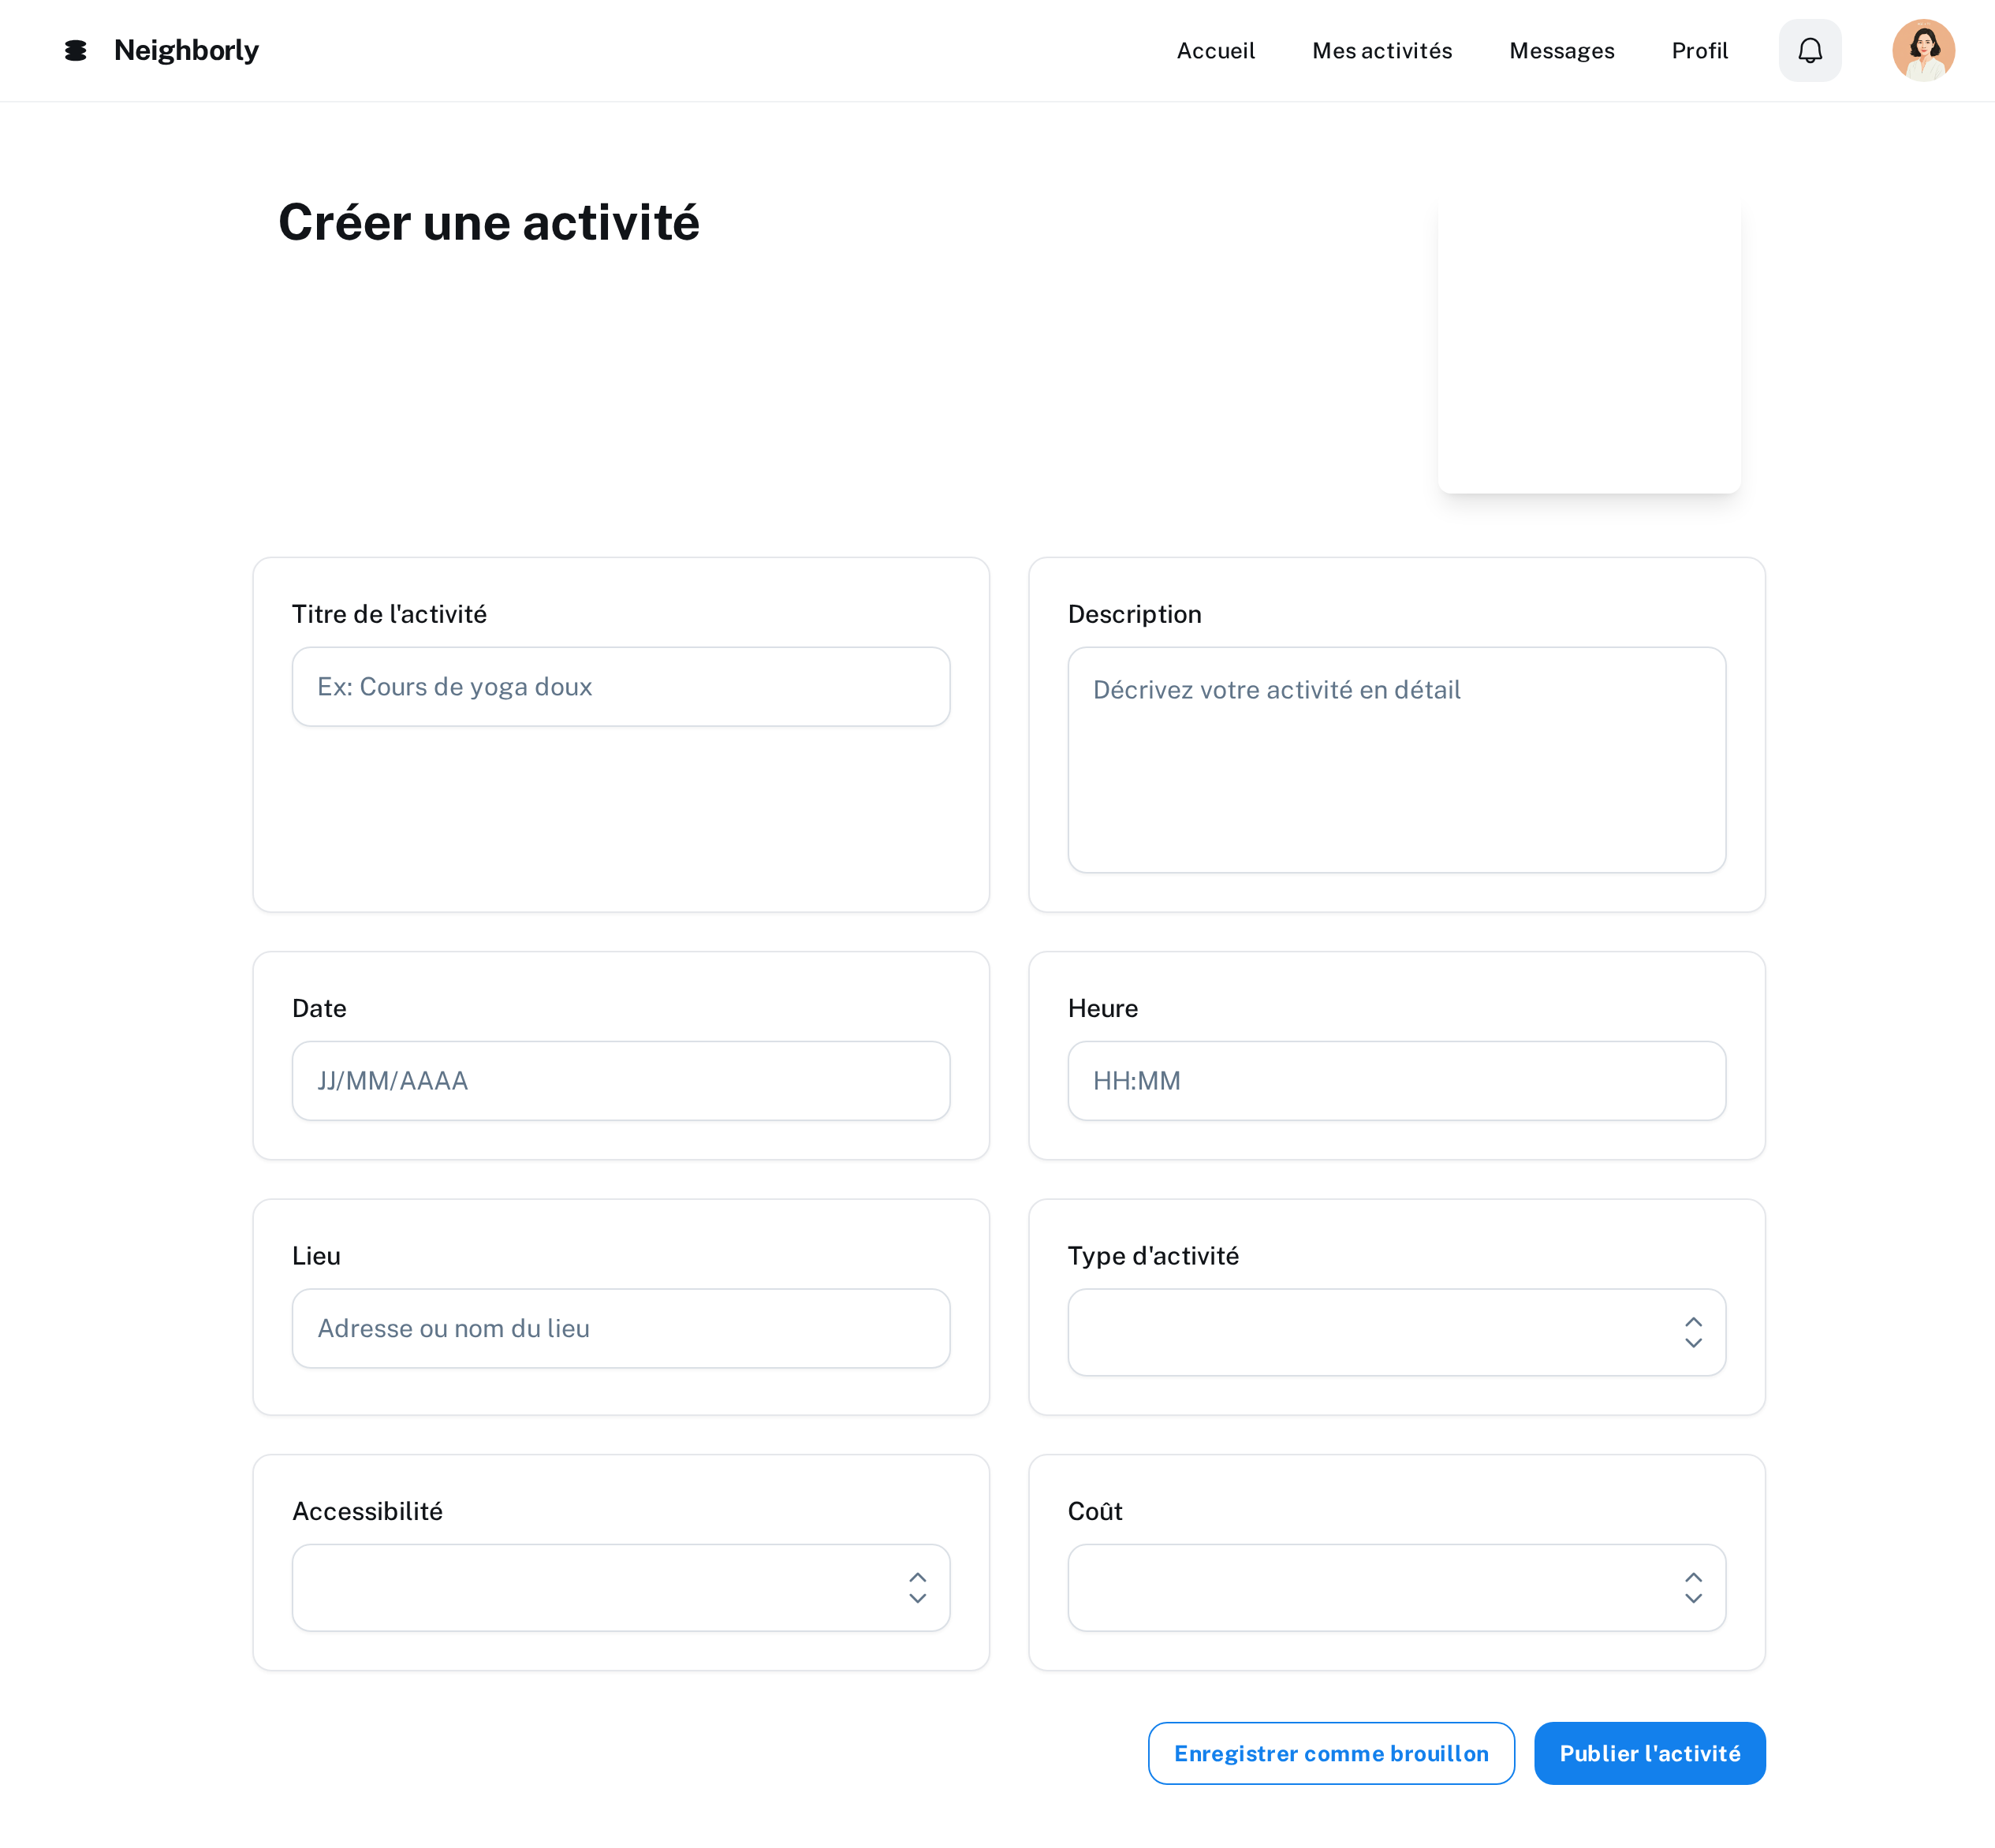 Neighborly
Accueil
Mes activités
Messages
Profil
Créer une activité
Titre de l'activité
Ex: Cours de yoga doux
Description
Décrivez votre activité en détail
Date
JJ/MM/AAAA
Heure
HH:MM
Lieu
Adresse ou nom du lieu
Type d'activité
Accessibilité
Coût
Enregistrer comme brouillon
Publier l'activité